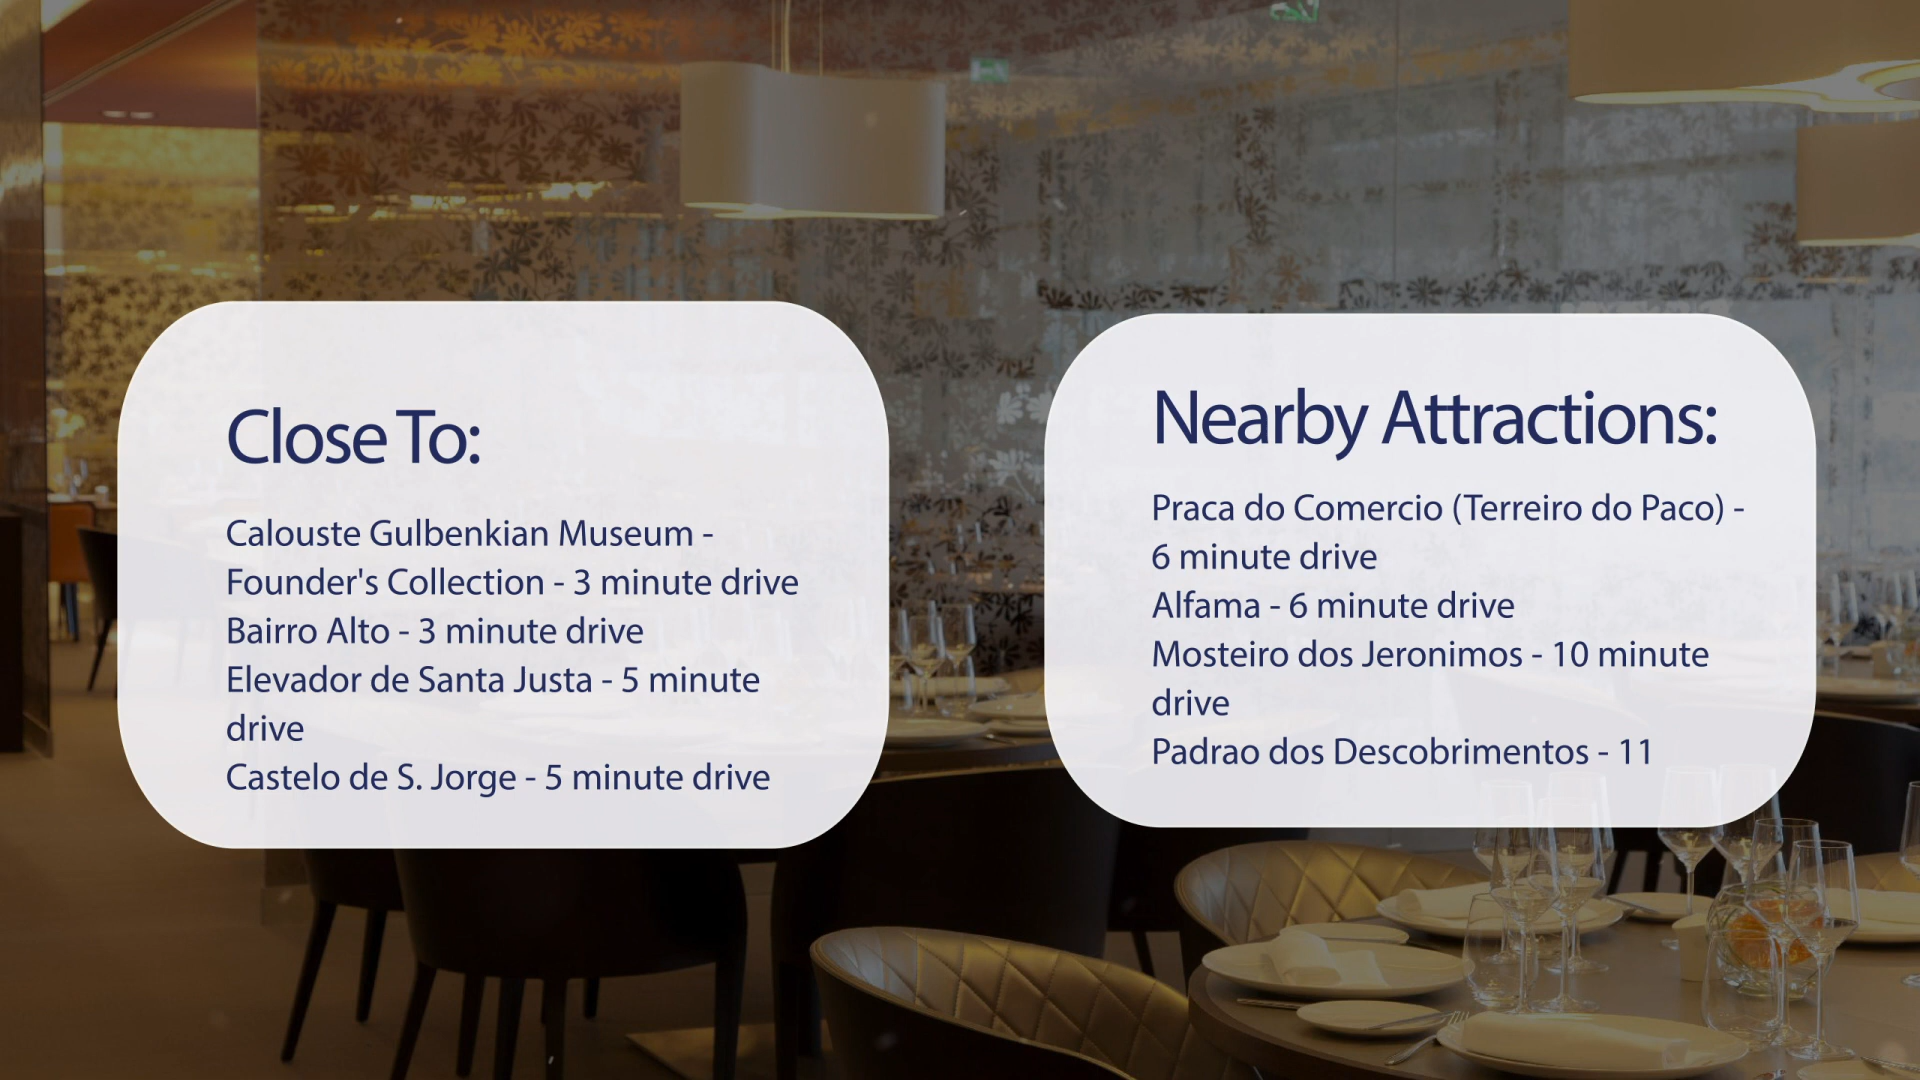 Close To:
Calouste Gulbenkian Museum -
Founder's Collection - 3 minute drive
Bairro Alto - 3 minute drive
Elevador de Santa Justa - 5 minute
drive
Castelo de S. Jorge - 5 minute drive
Nearby Attractions:
Praca do Comercio (Terreiro do Paco) -
6 minute drive
Alfama - 6 minute drive
Mosteiro dos Jeronimos - 10 minute
drive
Padrao dos Descobrimentos - 11